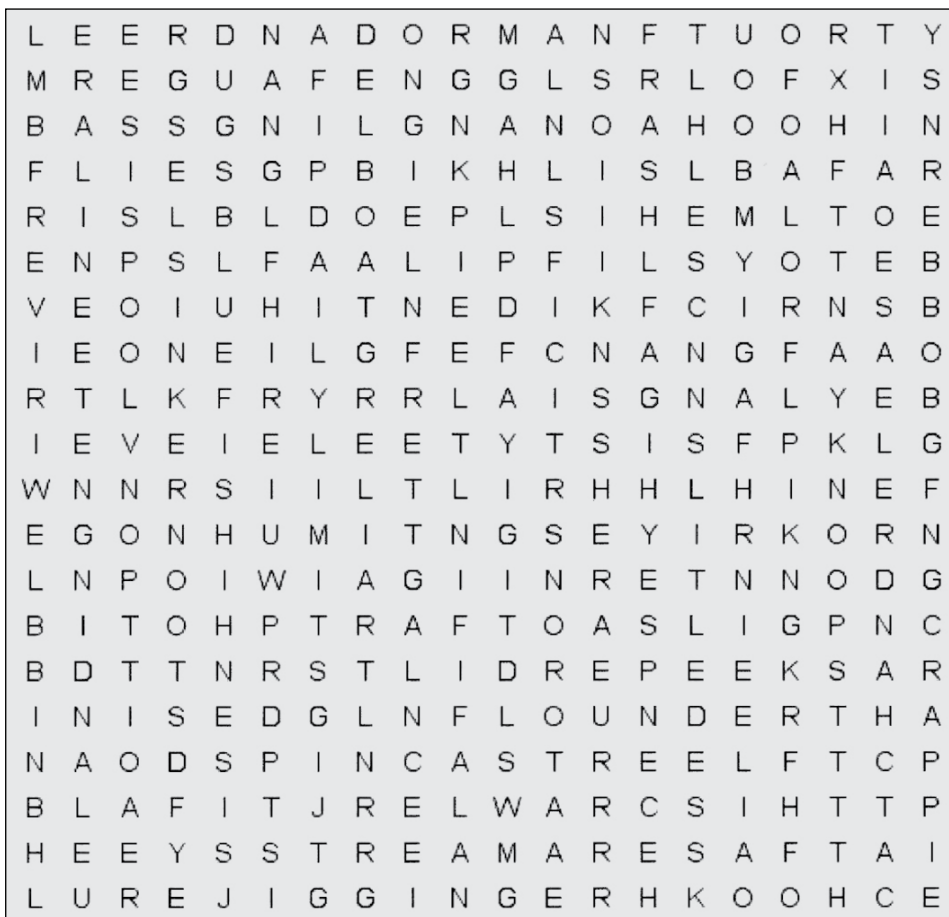 L E E R D N A D O R M A N F T U O R T Y
M R E G U A F E N G G L S R L O F X I S
B A S S G N I L G N A N O A H O O H I N
F L I E S G P B I K H L I S L B A F A R
R I S L B L D O E P L S I H E M L T O E
E N P S L F A A L I P F I L S Y O T E B
V E O I U H I T N E D I K F C I R N S B
I E O N E I L G F E F C N A N G F A A O
R T L K F R Y R R L A I S G N A L Y E B
I E V E I E L E E T Y T S I S F P K L G
W N N R S I I L T L I R H H L H I N E F
E G O N H U M I T N G S E Y I R K O R N
L N P O I W I A G I I N R E T N N O D G
B I T O H P T R A F T O A S L I G P N C
B D T T N R S T L I D R E P E E K S A R
I N I S E D G L N F L O U N D E R T H A
N A O D S P I N C A S T R E E L F T C P
B L A F I T J R E L W A R C S I H T T P
H E E Y S S T R E A M A R E S A F T A I
L U R E J I G G I N G E R H K O O H C E